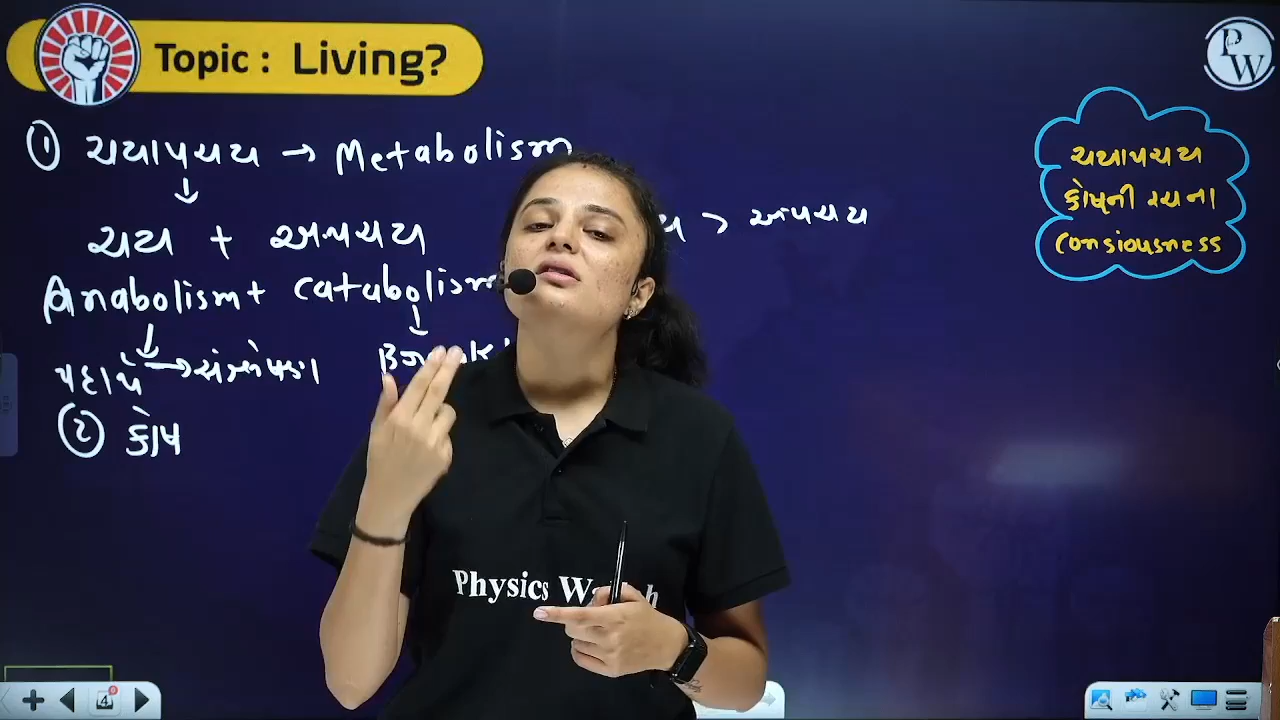 Topic : Living?
PW
① ચયાપચય → Metabolism
ચય + અપચય
> અપચય
Anabolism + Catabolism
પદાર્થ → સંશ્લેષણ
② કોષ
ચયાપચય
કોષની રચના
Consiousness
Physics
4